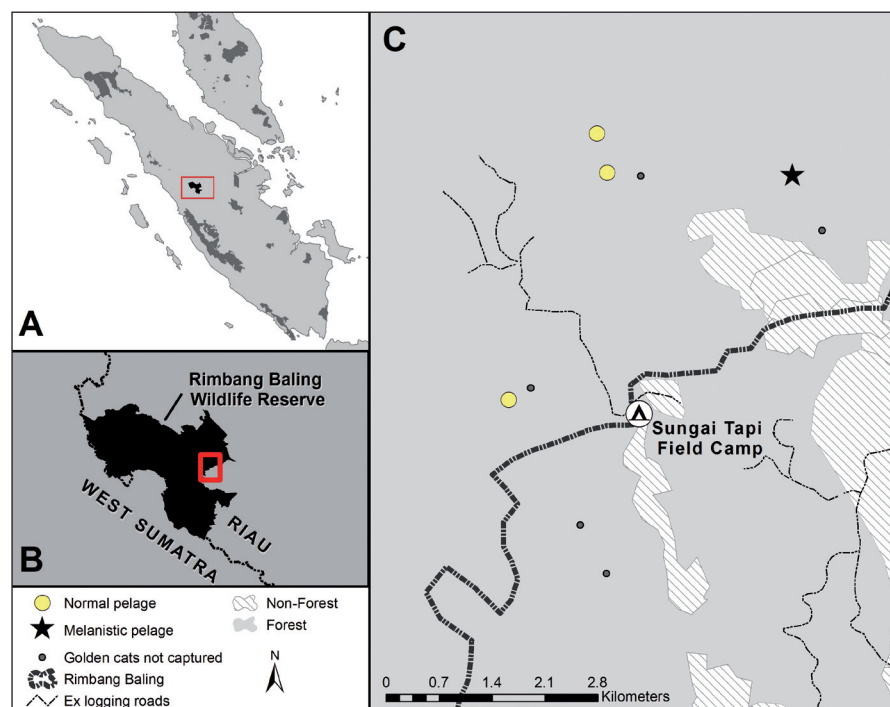 A
B
Rimbang Baling
Wildlife Reserve
WEST SUMATRA
RIAU
Normal pelage
Melanistic pelage
Golden cats not captured
Rimbang Baling
Ex logging roads
Non-Forest
Forest
N
C
Sungai Tapi
Field Camp
0 0.7 1.4 2.1 2.8
Kilometers